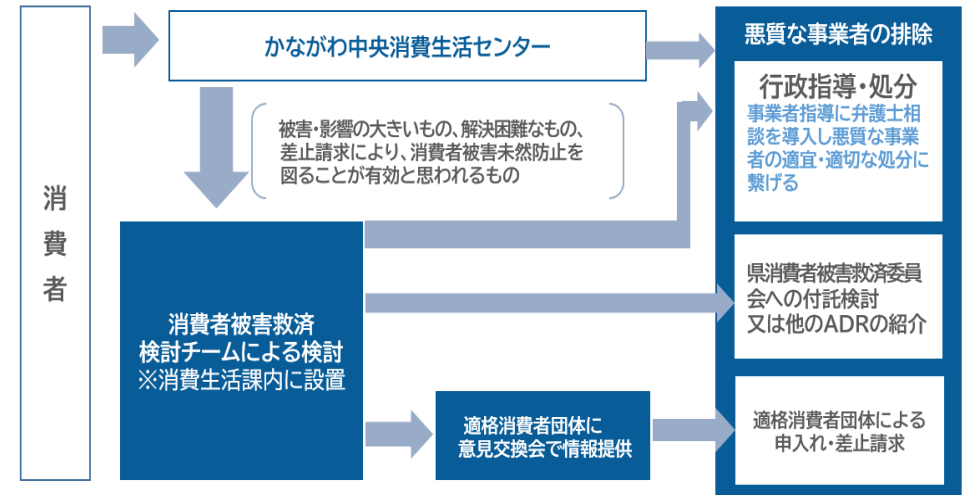 消費者
かながわ中央消費生活センター
被害・影響の大きいもの、解決困難なもの、
差止請求により、消費者被害未然防止を
図ることが有効と思われるもの
消費者被害救済
検討チームによる検討
※消費生活課内に設置
適格消費者団体に
意見交換会で情報提供
悪質な事業者の排除
行政指導・処分
事業者指導に弁護士相
談を導入し悪質な事業
者の適宜・適切な処分に
繋げる
県消費者被害救済委員
会への付託検討
又は他のADRの紹介
適格消費者団体による
申入れ・差止請求